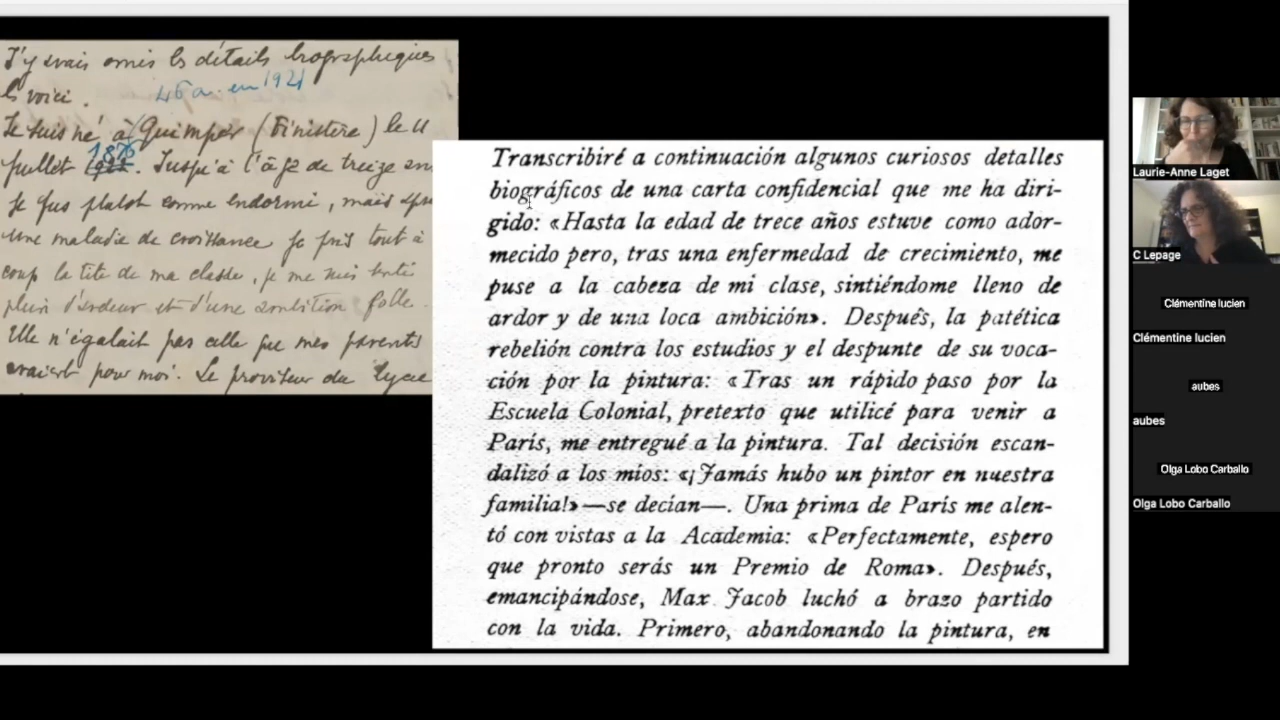 J'y avais omis les détails biographiques
les voici.
46 a. en 1921
Je suis né à Quimper (Finistère) le 11
juillet 1876. Jusqu'à l'âge de treize ans
je fus plutôt comme endormi, mais
une maladie de croissance je pris tout à
coup la tête de ma classe, je me suis senti
plein d'ardeur et d'une ambition folle.
Elle n'égalait pas celle que mes parents
avaient pour moi. Le proviseur du lycée
Transcribiré a continuación algunos curiosos detalles
biográficos de una carta confidencial que me ha diri-
gido: «Hasta la edad de trece años estuve como ador-
mecido pero, tras una enfermedad de crecimiento, me
puse a la cabeza de mi clase, sintiéndome lleno de
ardor y de una loca ambición». Después, la patética
rebelión contra los estudios y el despunte de su voca-
ción por la pintura: «Tras un rápido paso por la
Escuela Colonial, pretexto que utilicé para venir a
París, me entregué a la pintura. Tal decisión escan-
dalizó a los míos: «¡Jamás hubo un pintor en nuestra
familia!»—se decían—. Una prima de París me alen-
tó con vistas a la Academia: «Perfectamente, espero
que pronto serás un Premio de Roma». Después,
emancipándose, Max Jacob luchó a brazo partido
con la vida. Primero, abandonando la pintura, en
Laurie-Anne Laget
C Lepage
Clémentine lucien
Clémentine lucien
aubes
aubes
Olga Lobo Carballo
Olga Lobo Carballo